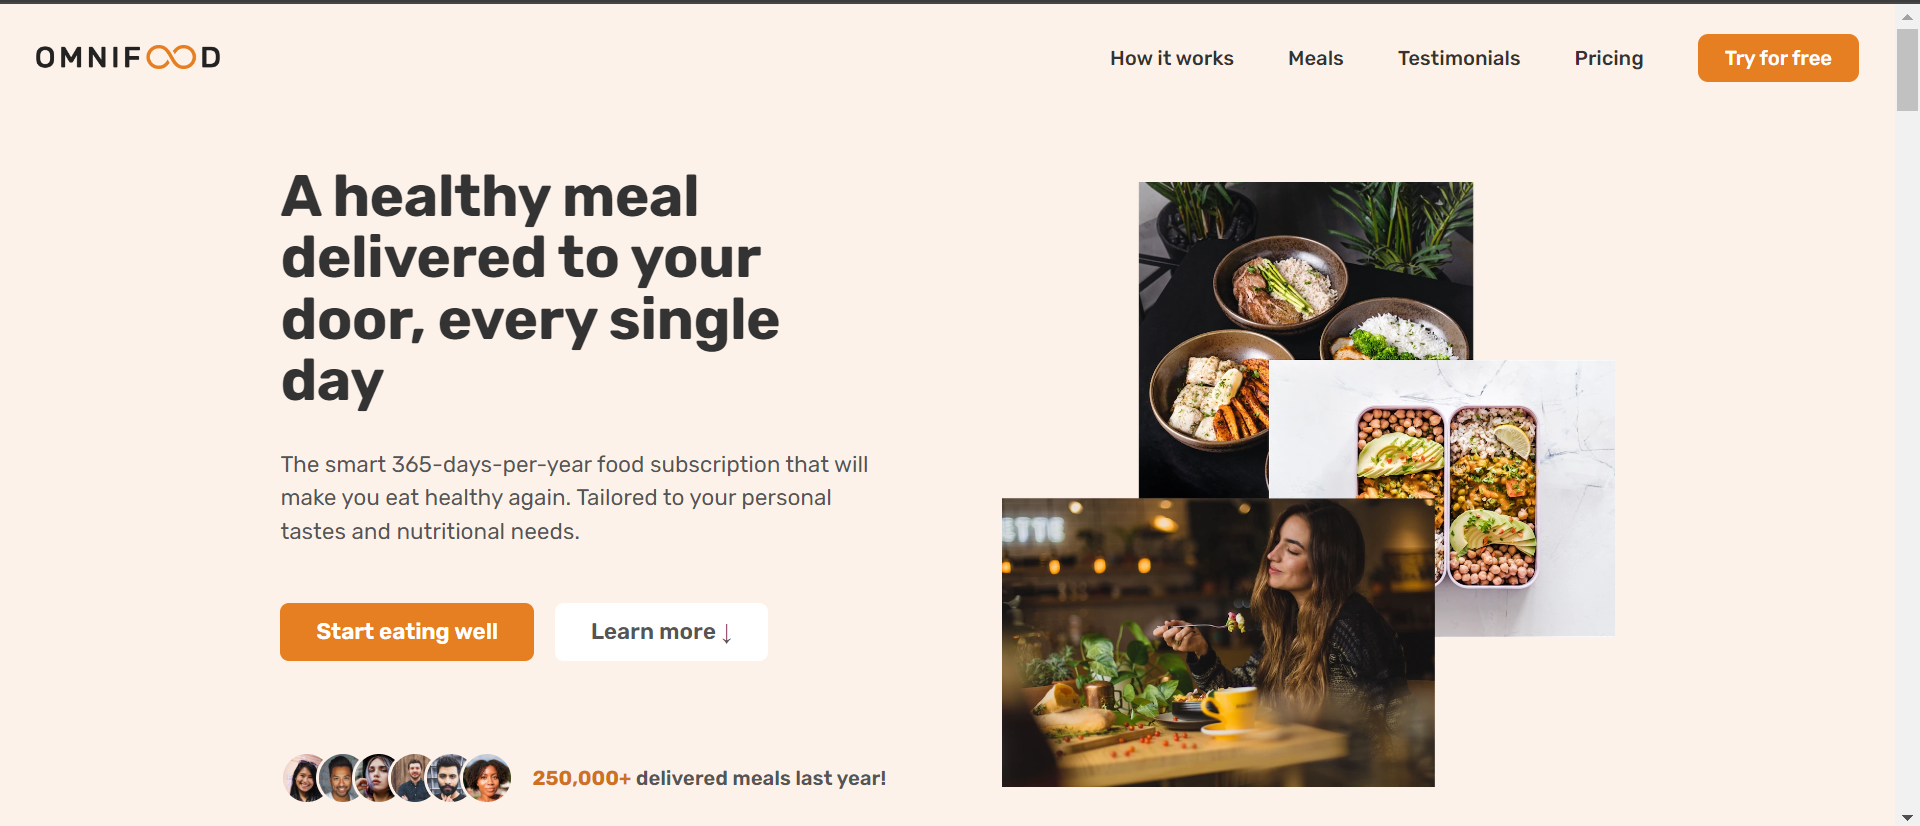 OMNIFOOD
How it works
Meals
Testimonials
Pricing
Try for free
A healthy meal
delivered to your
door, every single
day
The smart 365-days-per-year food subscription that will
make you eat healthy again. Tailored to your personal
tastes and nutritional needs.
Start eating well
Learn more ↓
250,000+ delivered meals last year!